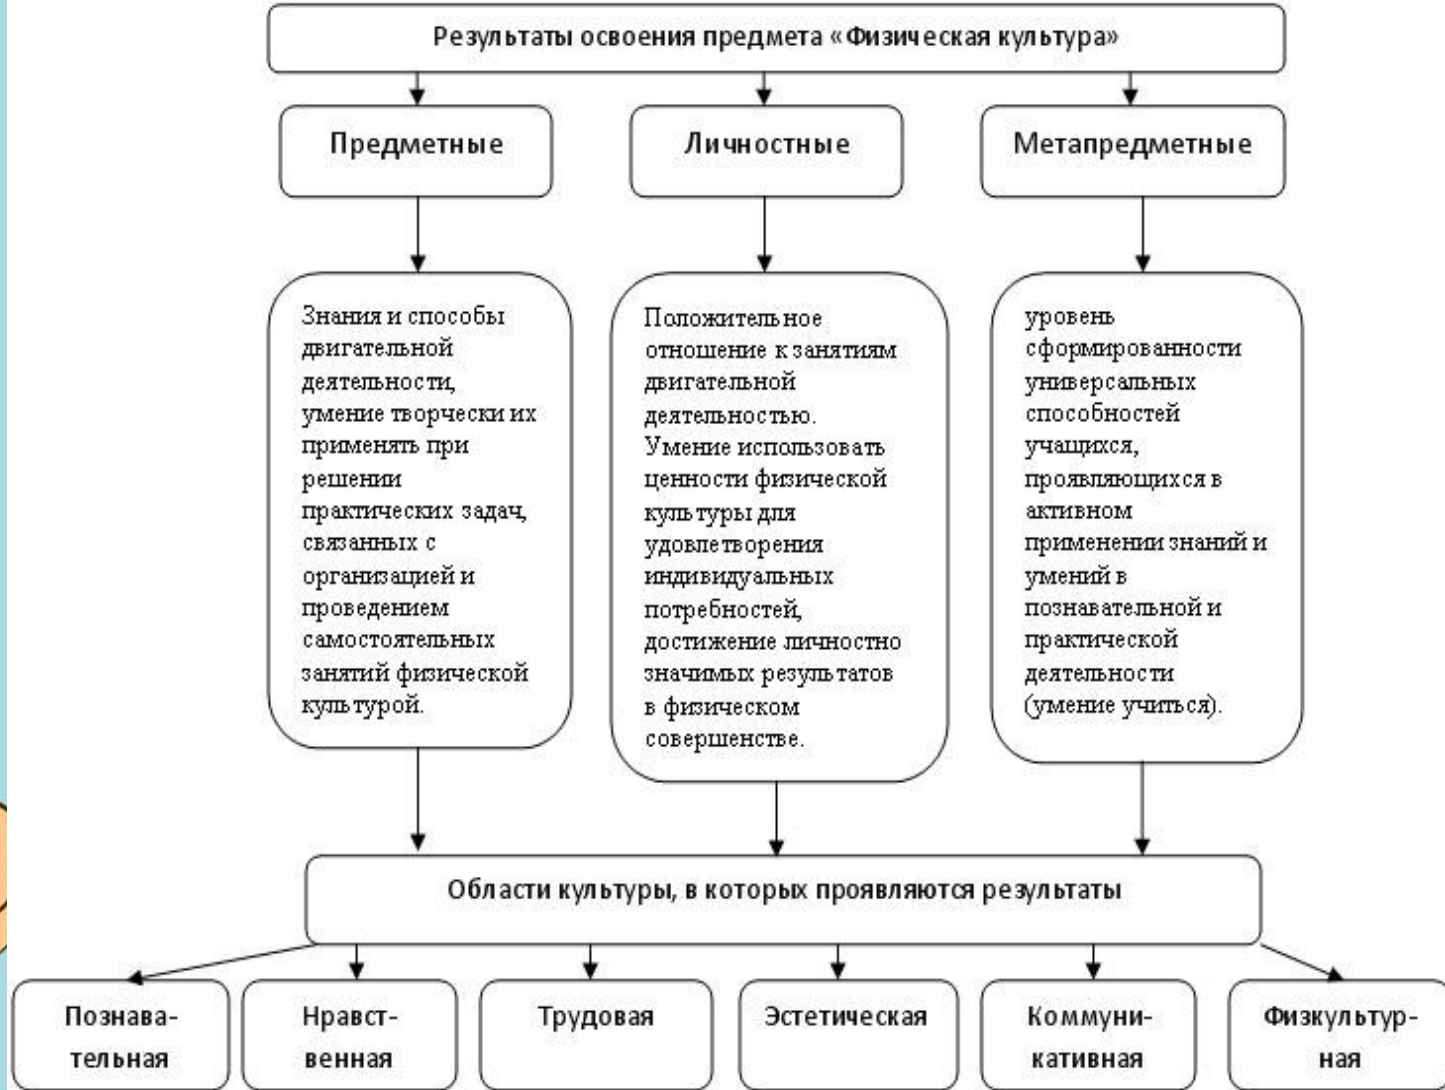 Результаты освоения предмета «Физическая культура»
Предметные
Личностные
Метапредметные
Знания и способы
двигательной
деятельности,
умение творчески их
применять при
решении
практических задач,
связанных с
организацией и
проведением
самостоятельных
занятий физической
культурой.
Положительное
отношение к занятиям
двигательной
деятельностью.
Умение использовать
ценности физической
культуры для
удовлетворения
индивидуальных
потребностей,
достижение личностно
значимых результатов
в физическом
совершенстве.
уровень
сформированности
универсальных
способностей
учащихся,
проявляющихся в
активном
применении знаний и
умений в
познавательной и
практической
деятельности
(умение учиться).
Области культуры, в которых проявляются результаты
Познава-
тельная
Нравст-
венная
Трудовая
Эстетическая
Коммуни-
кативная
Физкультур-
ная